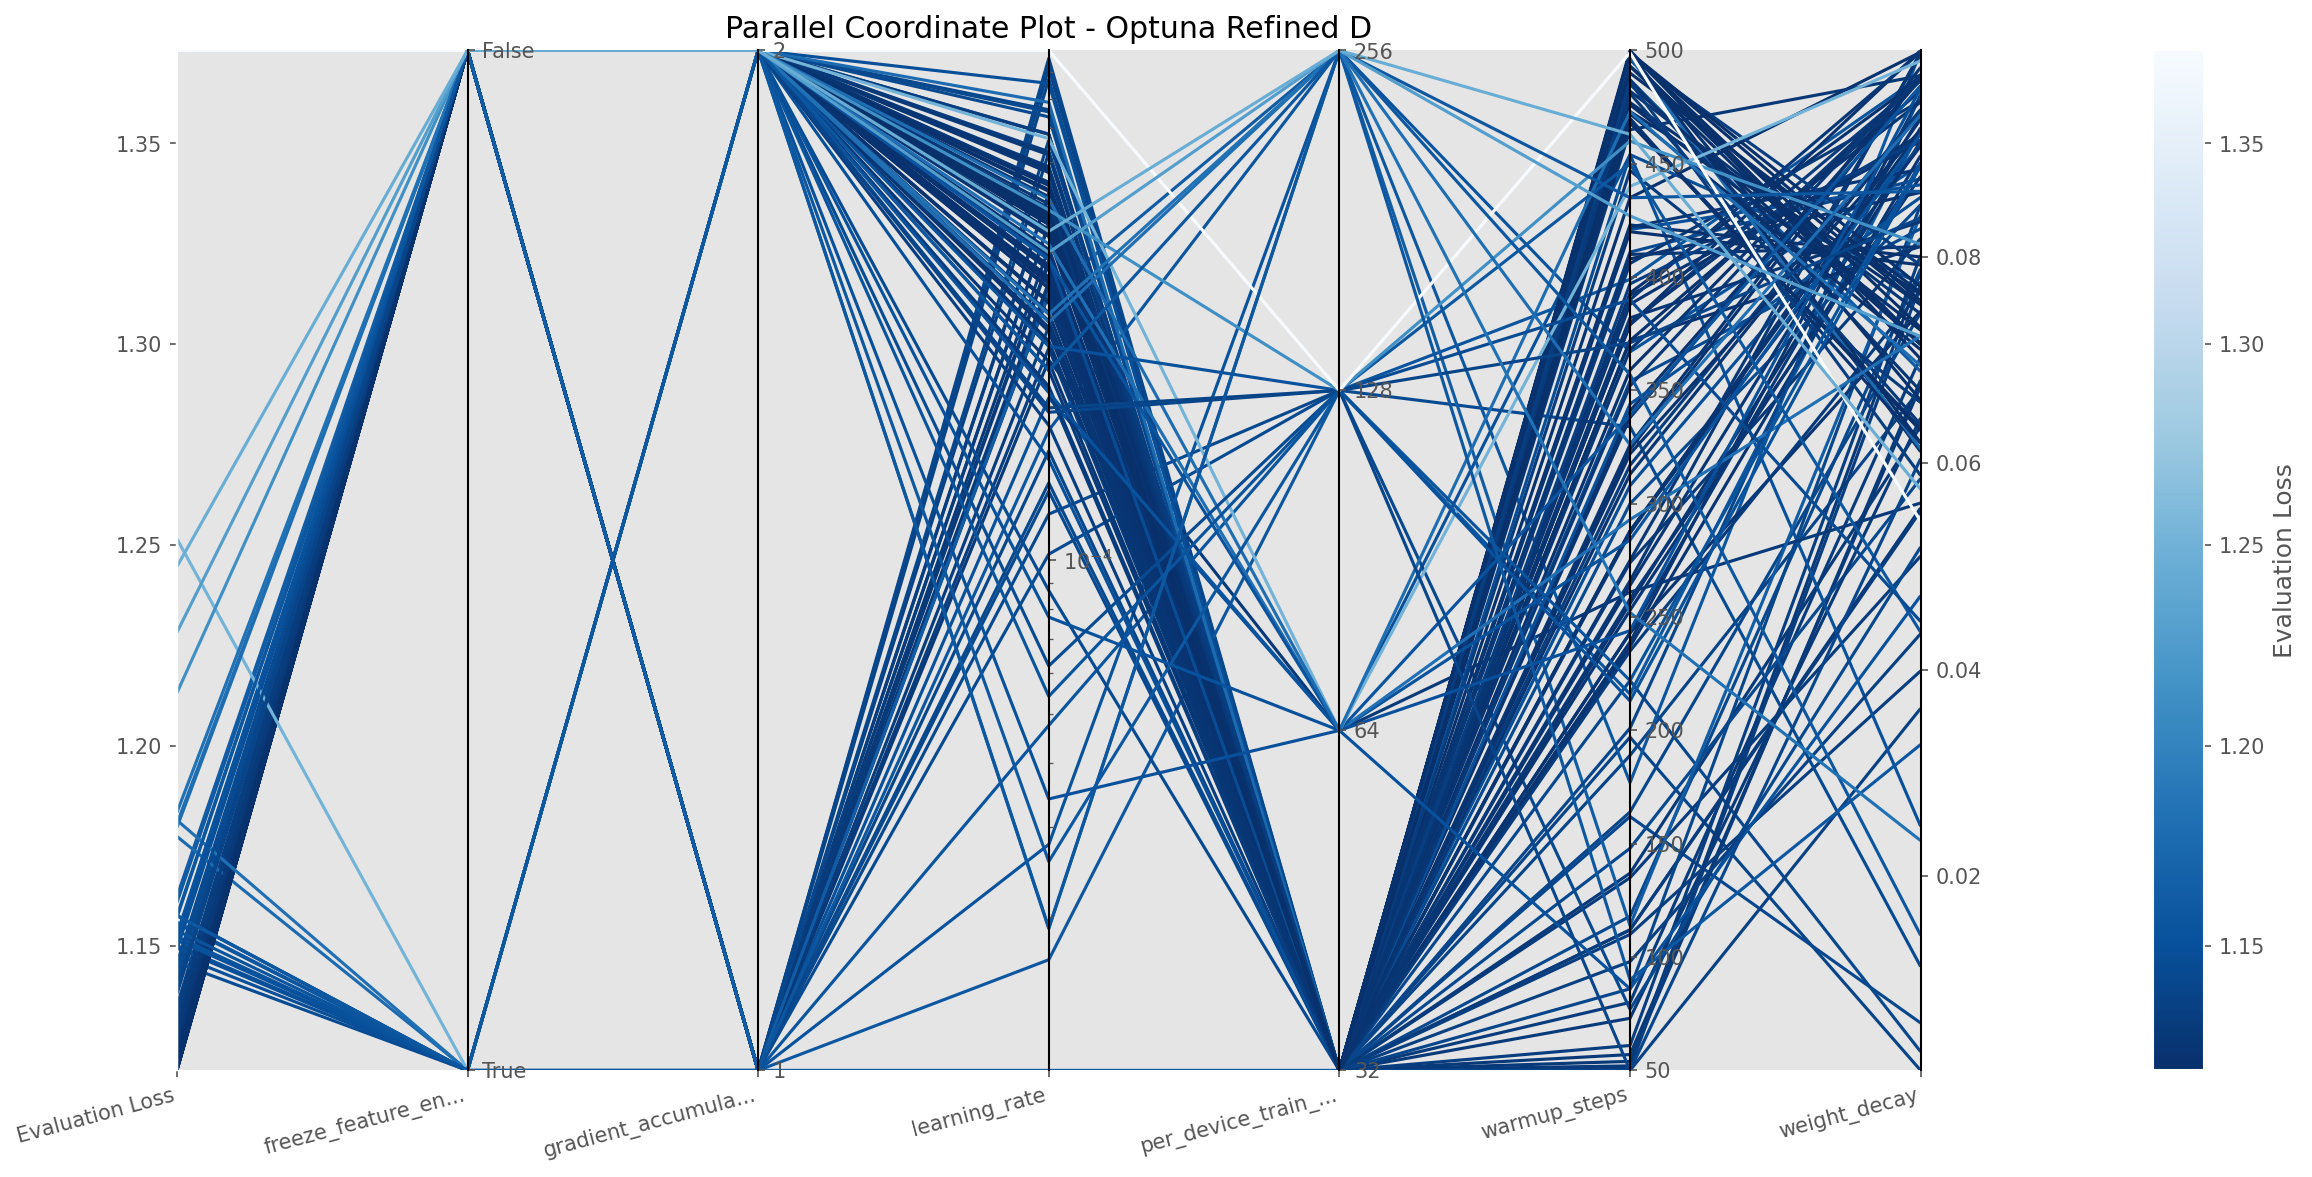 Parallel Coordinate Plot - Optuna Refined D
1.35
1.30
1.25
1.20
1.15
False
True
2
1
10⁻⁴
256
128
64
32
500
450
400
350
300
250
200
150
100
50
0.08
0.06
0.04
0.02
Evaluation Loss
freeze_feature_en...
gradient_accumula...
learning_rate
per_device_train_...
warmup_steps
weight_decay
1.35
1.30
1.25
1.20
1.15
Evaluation Loss